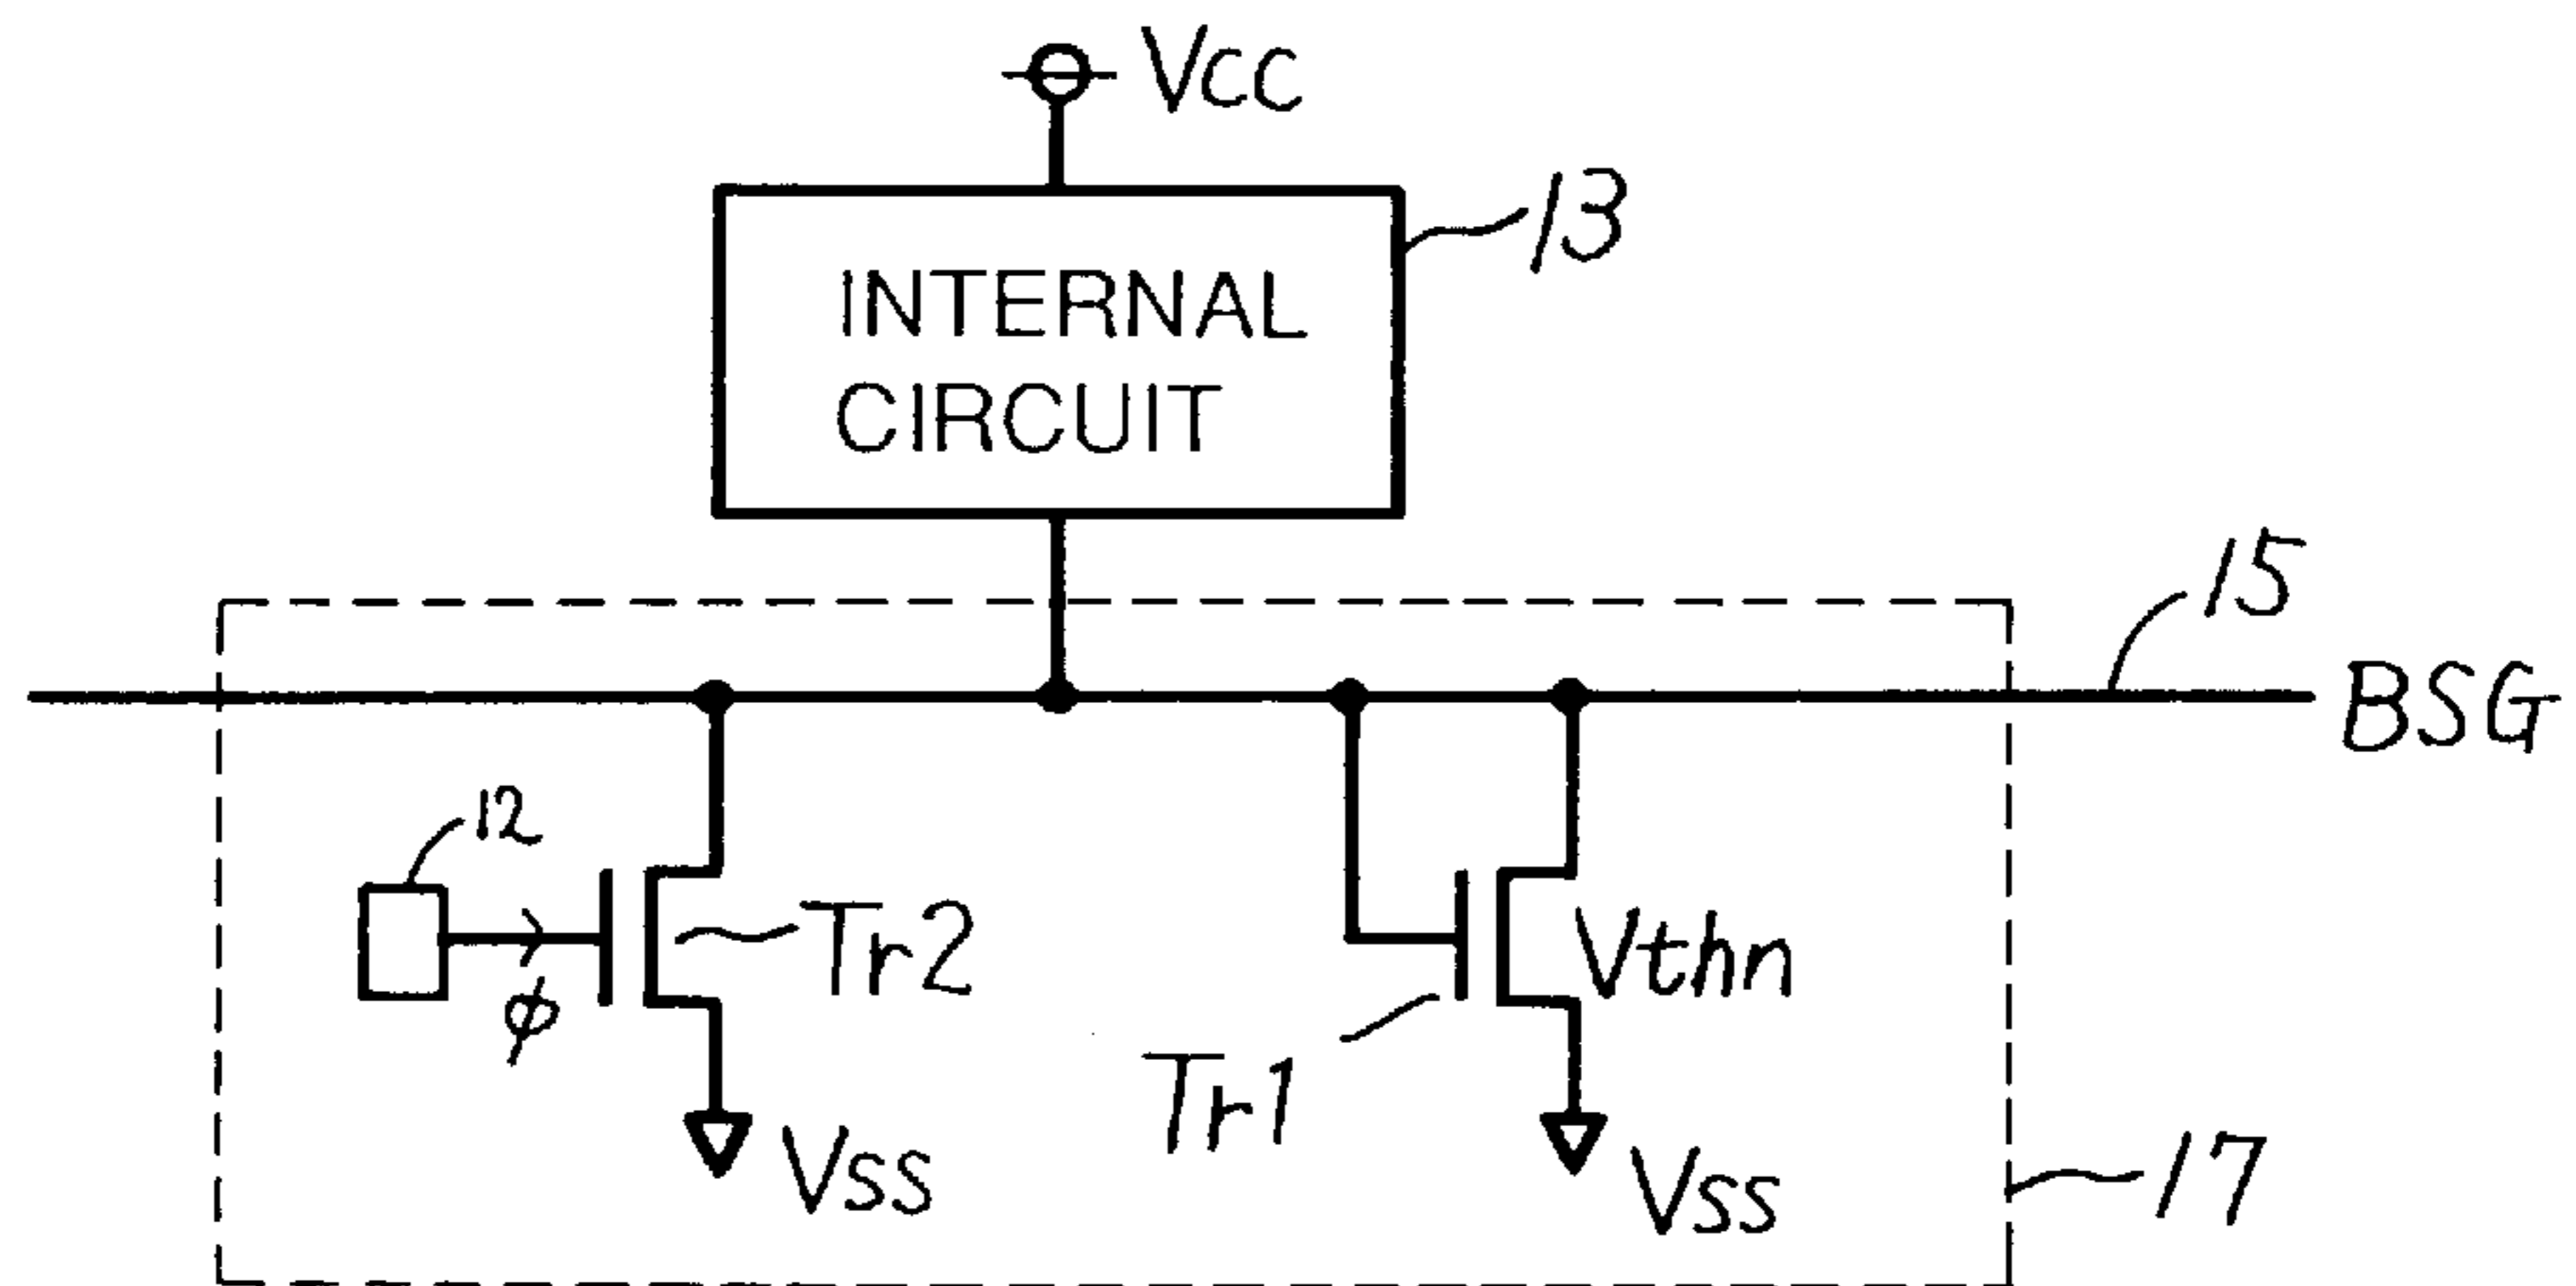 Vcc
13
INTERNAL
CIRCUIT
15
BSG
12
Tr2
Vthn
ϕ
Tr1
Vss
Vss
17